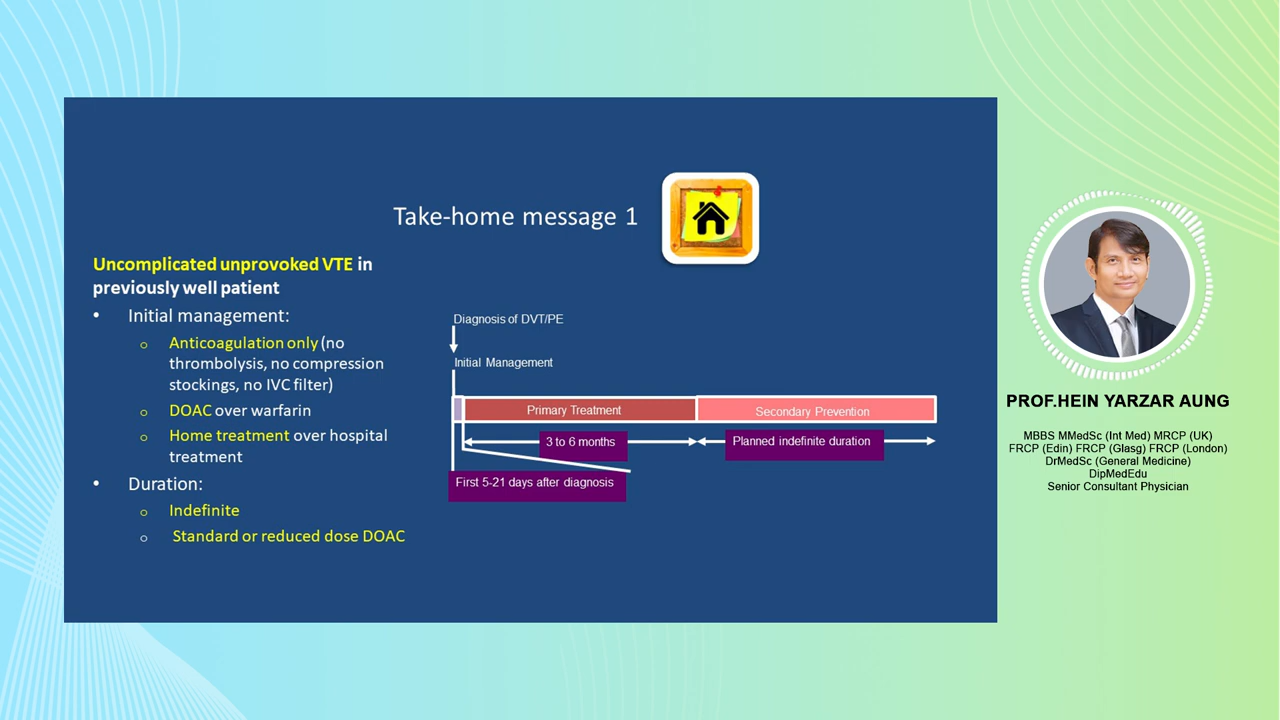 Take-home message 1
Uncomplicated unprovoked VTE in
previously well patient
• Initial management:
o Anticoagulation only (no
thrombolysis, no compression
stockings, no IVC filter)
o DOAC over warfarin
o Home treatment over hospital
treatment
• Duration:
o Indefinite
o Standard or reduced dose DOAC
Diagnosis of DVT/PE
Initial Management
Primary Treatment
Secondary Prevention
3 to 6 months
Planned indefinite duration
First 5-21 days after diagnosis
PROF.HEIN YARZAR AUNG
MBBS MMedSc (Int Med) MRCP (UK)
FRCP (Edin) FRCP (Glasg) FRCP (London)
DrMedSc (General Medicine)
DipMedEdu
Senior Consultant Physician